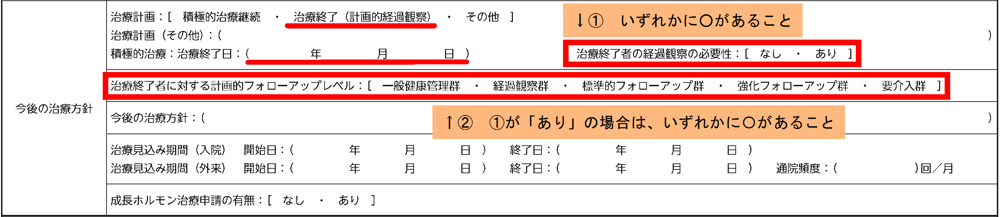 治療計画：[　積極的治療継続　・　治療終了（計画的経過観察）　・　その他　]
↓①　いずれかに〇があること
治療計画（その他）：(　　　)
積極的治療：治療終了日：(　　　年　　　月　　　日　)
治療終了者の経過観察の必要性：[　なし　・　あり　]
治療終了者に対する計画的フォローアップレベル：[　一般健康管理群　・　経過観察群　・　標準的フォローアップ群　・　強化フォローアップ群　・　要介入群　]
今後の治療方針
今後の治療方針：(　　　)
↑②　①が「あり」の場合は、いずれかに〇があること
治療見込み期間（入院）　開始日：(　　　年　　　月　　　日　)　　終了日：(　　　年　　　月　　　日　)
治療見込み期間（外来）　開始日：(　　　年　　　月　　　日　)　　終了日：(　　　年　　　月　　　日　)　　通院頻度：(　　　)回／月
成長ホルモン治療申請の有無：[　なし　・　あり　]